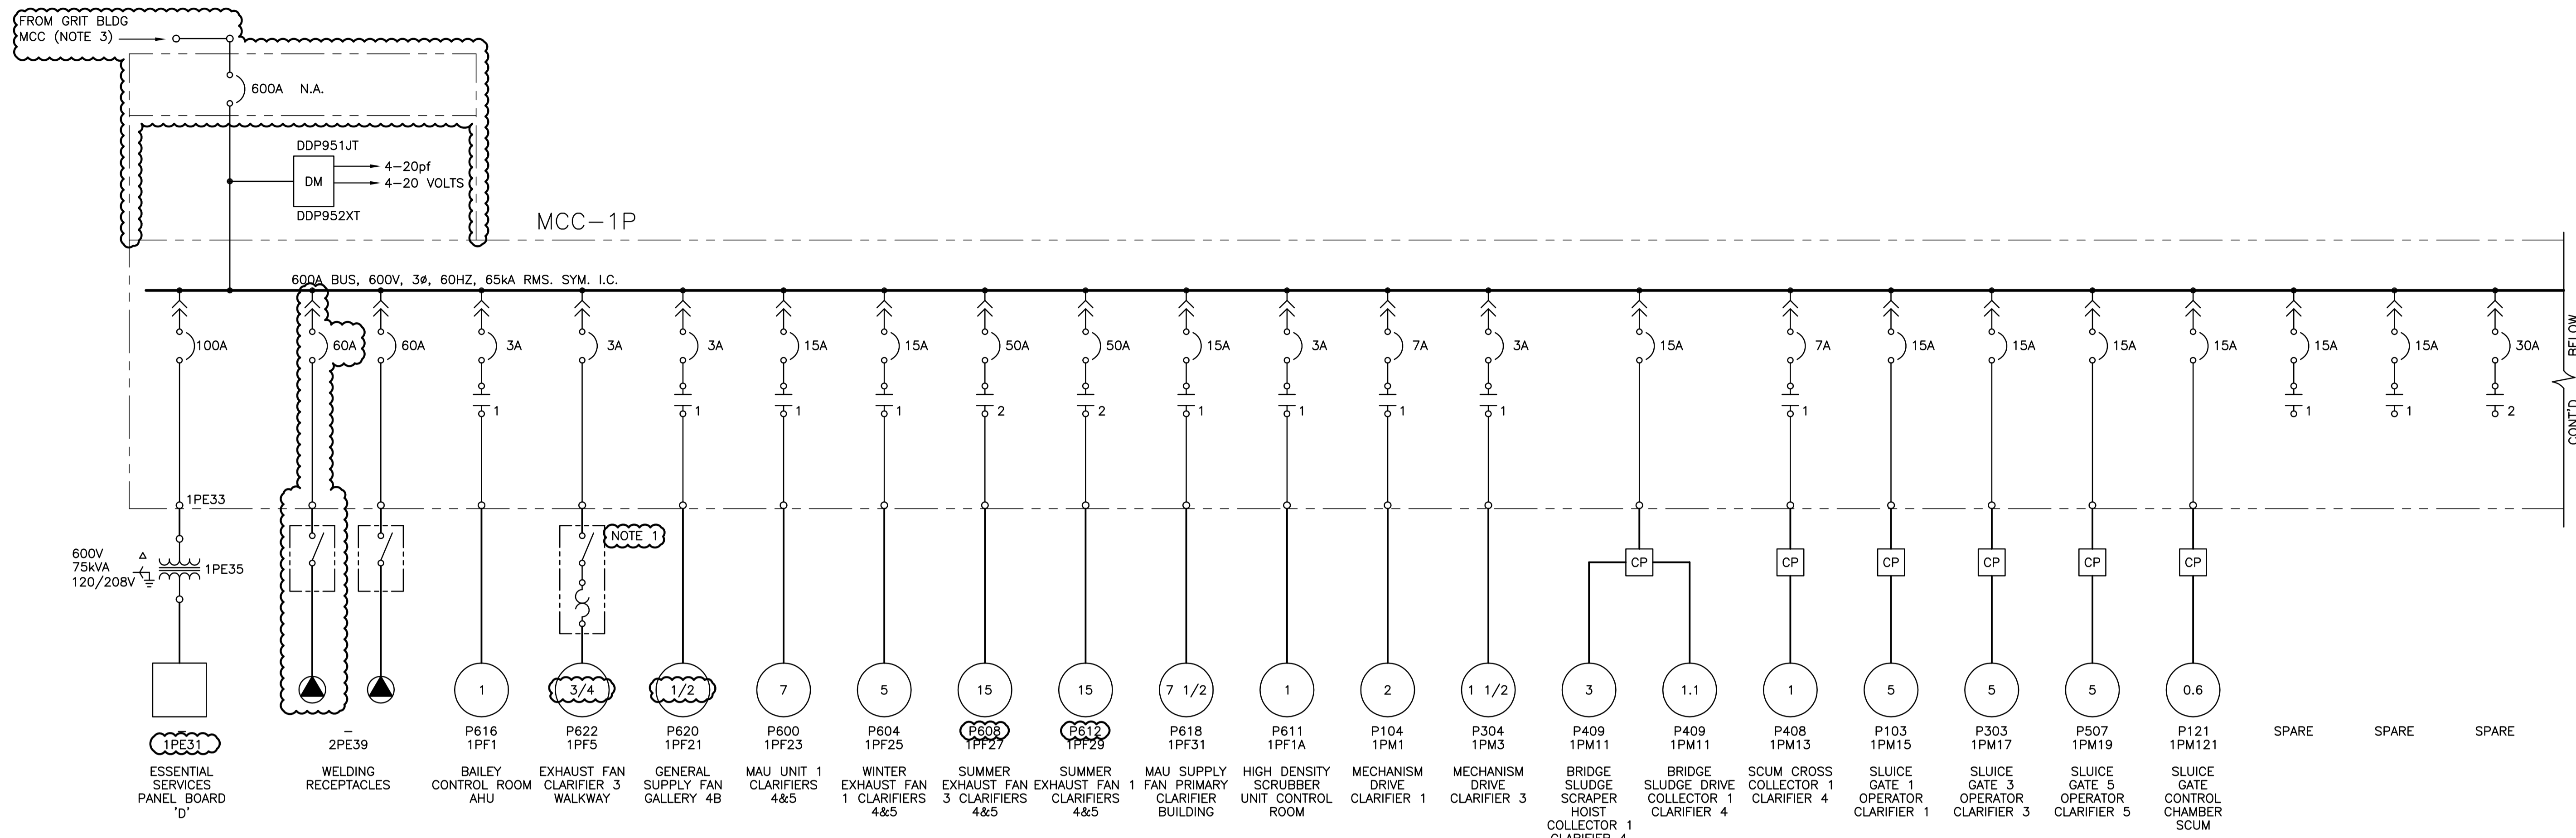 FROM GRIT BLDG
MCC (NOTE 3)
600A N.A.
DDP951JT
DM
4-20pf
4-20 VOLTS
DDP952XT
MCC-1P
600A BUS, 600V, 3ø, 60HZ, 65kA RMS. SYM. I.C.
100A
60A
60A
3A
3A
3A
15A
15A
50A
50A
15A
3A
7A
3A
15A
7A
15A
15A
15A
15A
15A
15A
30A
BELOW
CONT'D
1
1
1
1
2
2
1
1
1
1
1
1
1
2
1PE33
600V
75kVA
120/208V
1PE35
NOTE 1
CP
CP
CP
CP
CP
CP
1
3/4
1/2
7
5
15
15
7 1/2
1
2
1 1/2
3
1.1
1
5
5
5
0.6
1PE31
ESSENTIAL
SERVICES
PANEL BOARD
'D'
2PE39
WELDING
RECEPTACLES
P616
1PF1
BAILEY
CONTROL ROOM
AHU
P622
1PF5
EXHAUST FAN
CLARIFIER 3
WALKWAY
P620
1PF21
GENERAL
SUPPLY FAN
GALLERY 4B
P600
1PF23
MAU UNIT 1
CLARIFIERS
4&5
P604
1PF25
WINTER
EXHAUST FAN
1 CLARIFIERS
4&5
P608
1PF27
SUMMER
EXHAUST FAN
3 CLARIFIERS
4&5
P612
1PF29
SUMMER
EXHAUST FAN 1
CLARIFIERS
4&5
P618
1PF31
MAU SUPPLY
FAN PRIMARY
CLARIFIER
BUILDING
P611
1PF1A
HIGH DENSITY
SCRUBBER
UNIT CONTROL
ROOM
P104
1PM1
MECHANISM
DRIVE
CLARIFIER 1
P304
1PM3
MECHANISM
DRIVE
CLARIFIER 3
P409
1PM11
BRIDGE
SLUDGE
SCRAPER
HOIST
COLLECTOR 1
CLARIFIER 4
P409
1PM11
BRIDGE
SLUDGE DRIVE
COLLECTOR 1
CLARIFIER 4
P408
1PM13
SCUM CROSS
COLLECTOR 1
CLARIFIER 4
P103
1PM15
SLUICE
GATE 1
OPERATOR
CLARIFIER 1
P303
1PM17
SLUICE
GATE 3
OPERATOR
CLARIFIER 3
P507
1PM19
SLUICE
GATE 5
OPERATOR
CLARIFIER 5
P121
1PM121
SLUICE
GATE
CONTROL
CHAMBER
SCUM
SPARE
SPARE
SPARE